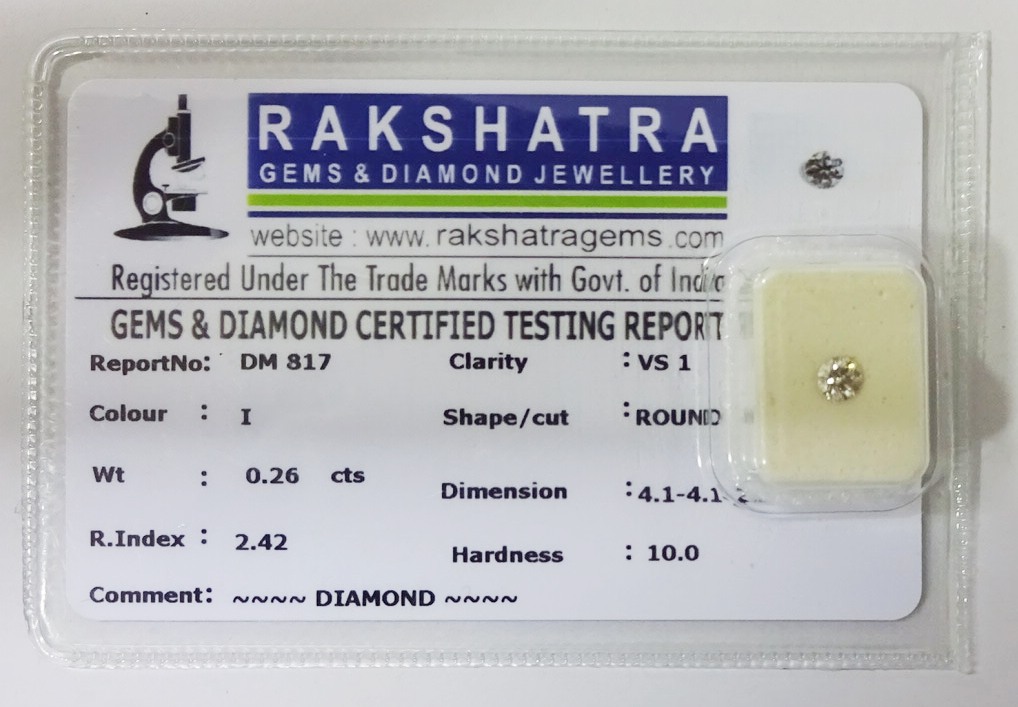 RAKSHATRA
GEMS & DIAMOND JEWELLERY
website : www.rakshatragems.com
Registered Under The Trade Marks with Govt. of India
GEMS & DIAMOND CERTIFIED TESTING REPORT
ReportNo: DM 817 Clarity : VS 1
Colour : I Shape/cut : ROUND
Wt : 0.26 cts Dimension : 4.1-4.1-
R.Index : 2.42 Hardness : 10.0
Comment: ~~~~ DIAMOND ~~~~